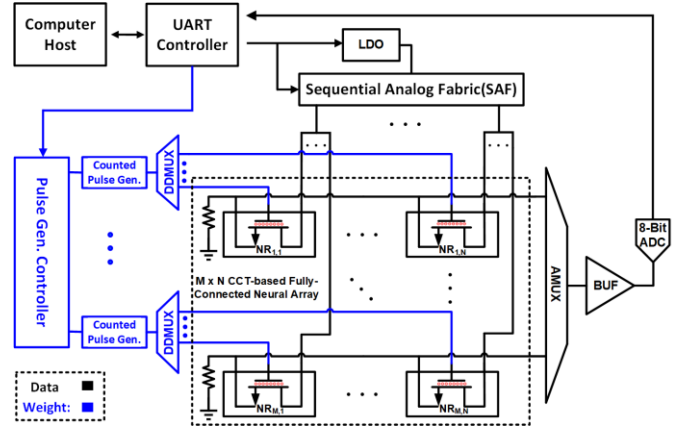 Computer
Host
UART
Controller
LDO
Sequential Analog Fabric(SAF)
Pulse Gen. Controller
Counted
Pulse Gen.
DDMUX
NR1,1
NR1,N
M x N CCT-based Fully-
Connected Neural Array
AMUX
BUF
8-Bit
ADC
Counted
Pulse Gen.
DDMUX
NRM,1
NRM,N
Data
Weight: